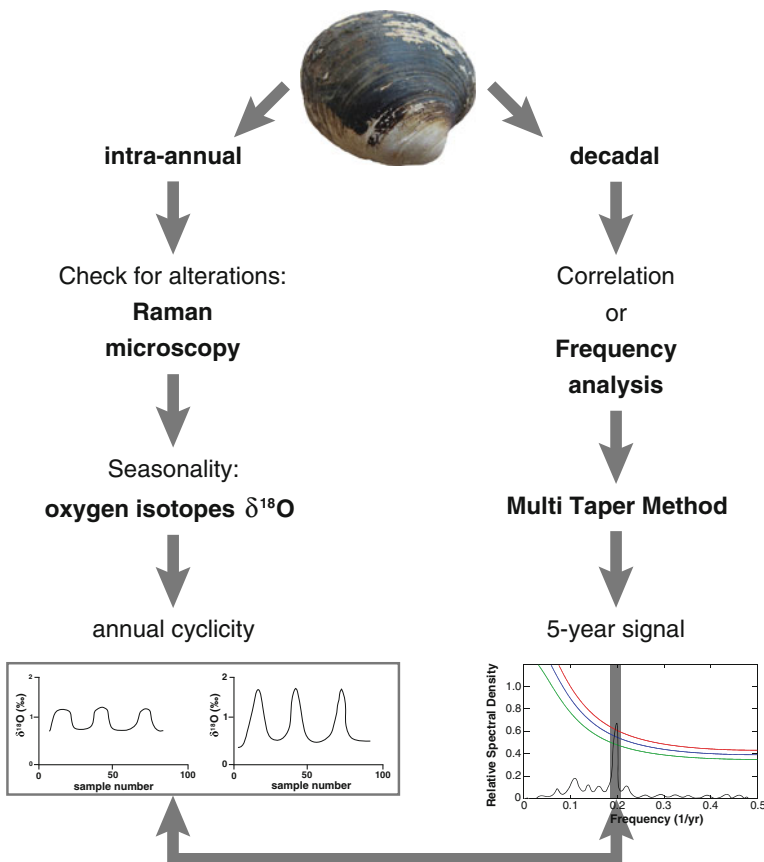 intra-annual
decadal
Check for alterations:
Raman
microscopy
Correlation
or
Frequency
analysis
Seasonality:
oxygen isotopes δ¹⁸O
Multi Taper Method
annual cyclicity
5-year signal
δ¹⁸O (‰)
2
1
0
0
50
100
sample number
δ¹⁸O (‰)
2
1
0
0
50
100
sample number
Relative Spectral Density
1.0
0.8
0.6
0.4
0.2
0
0
0.1
0.2
0.3
0.4
0.5
Frequency (1/yr)